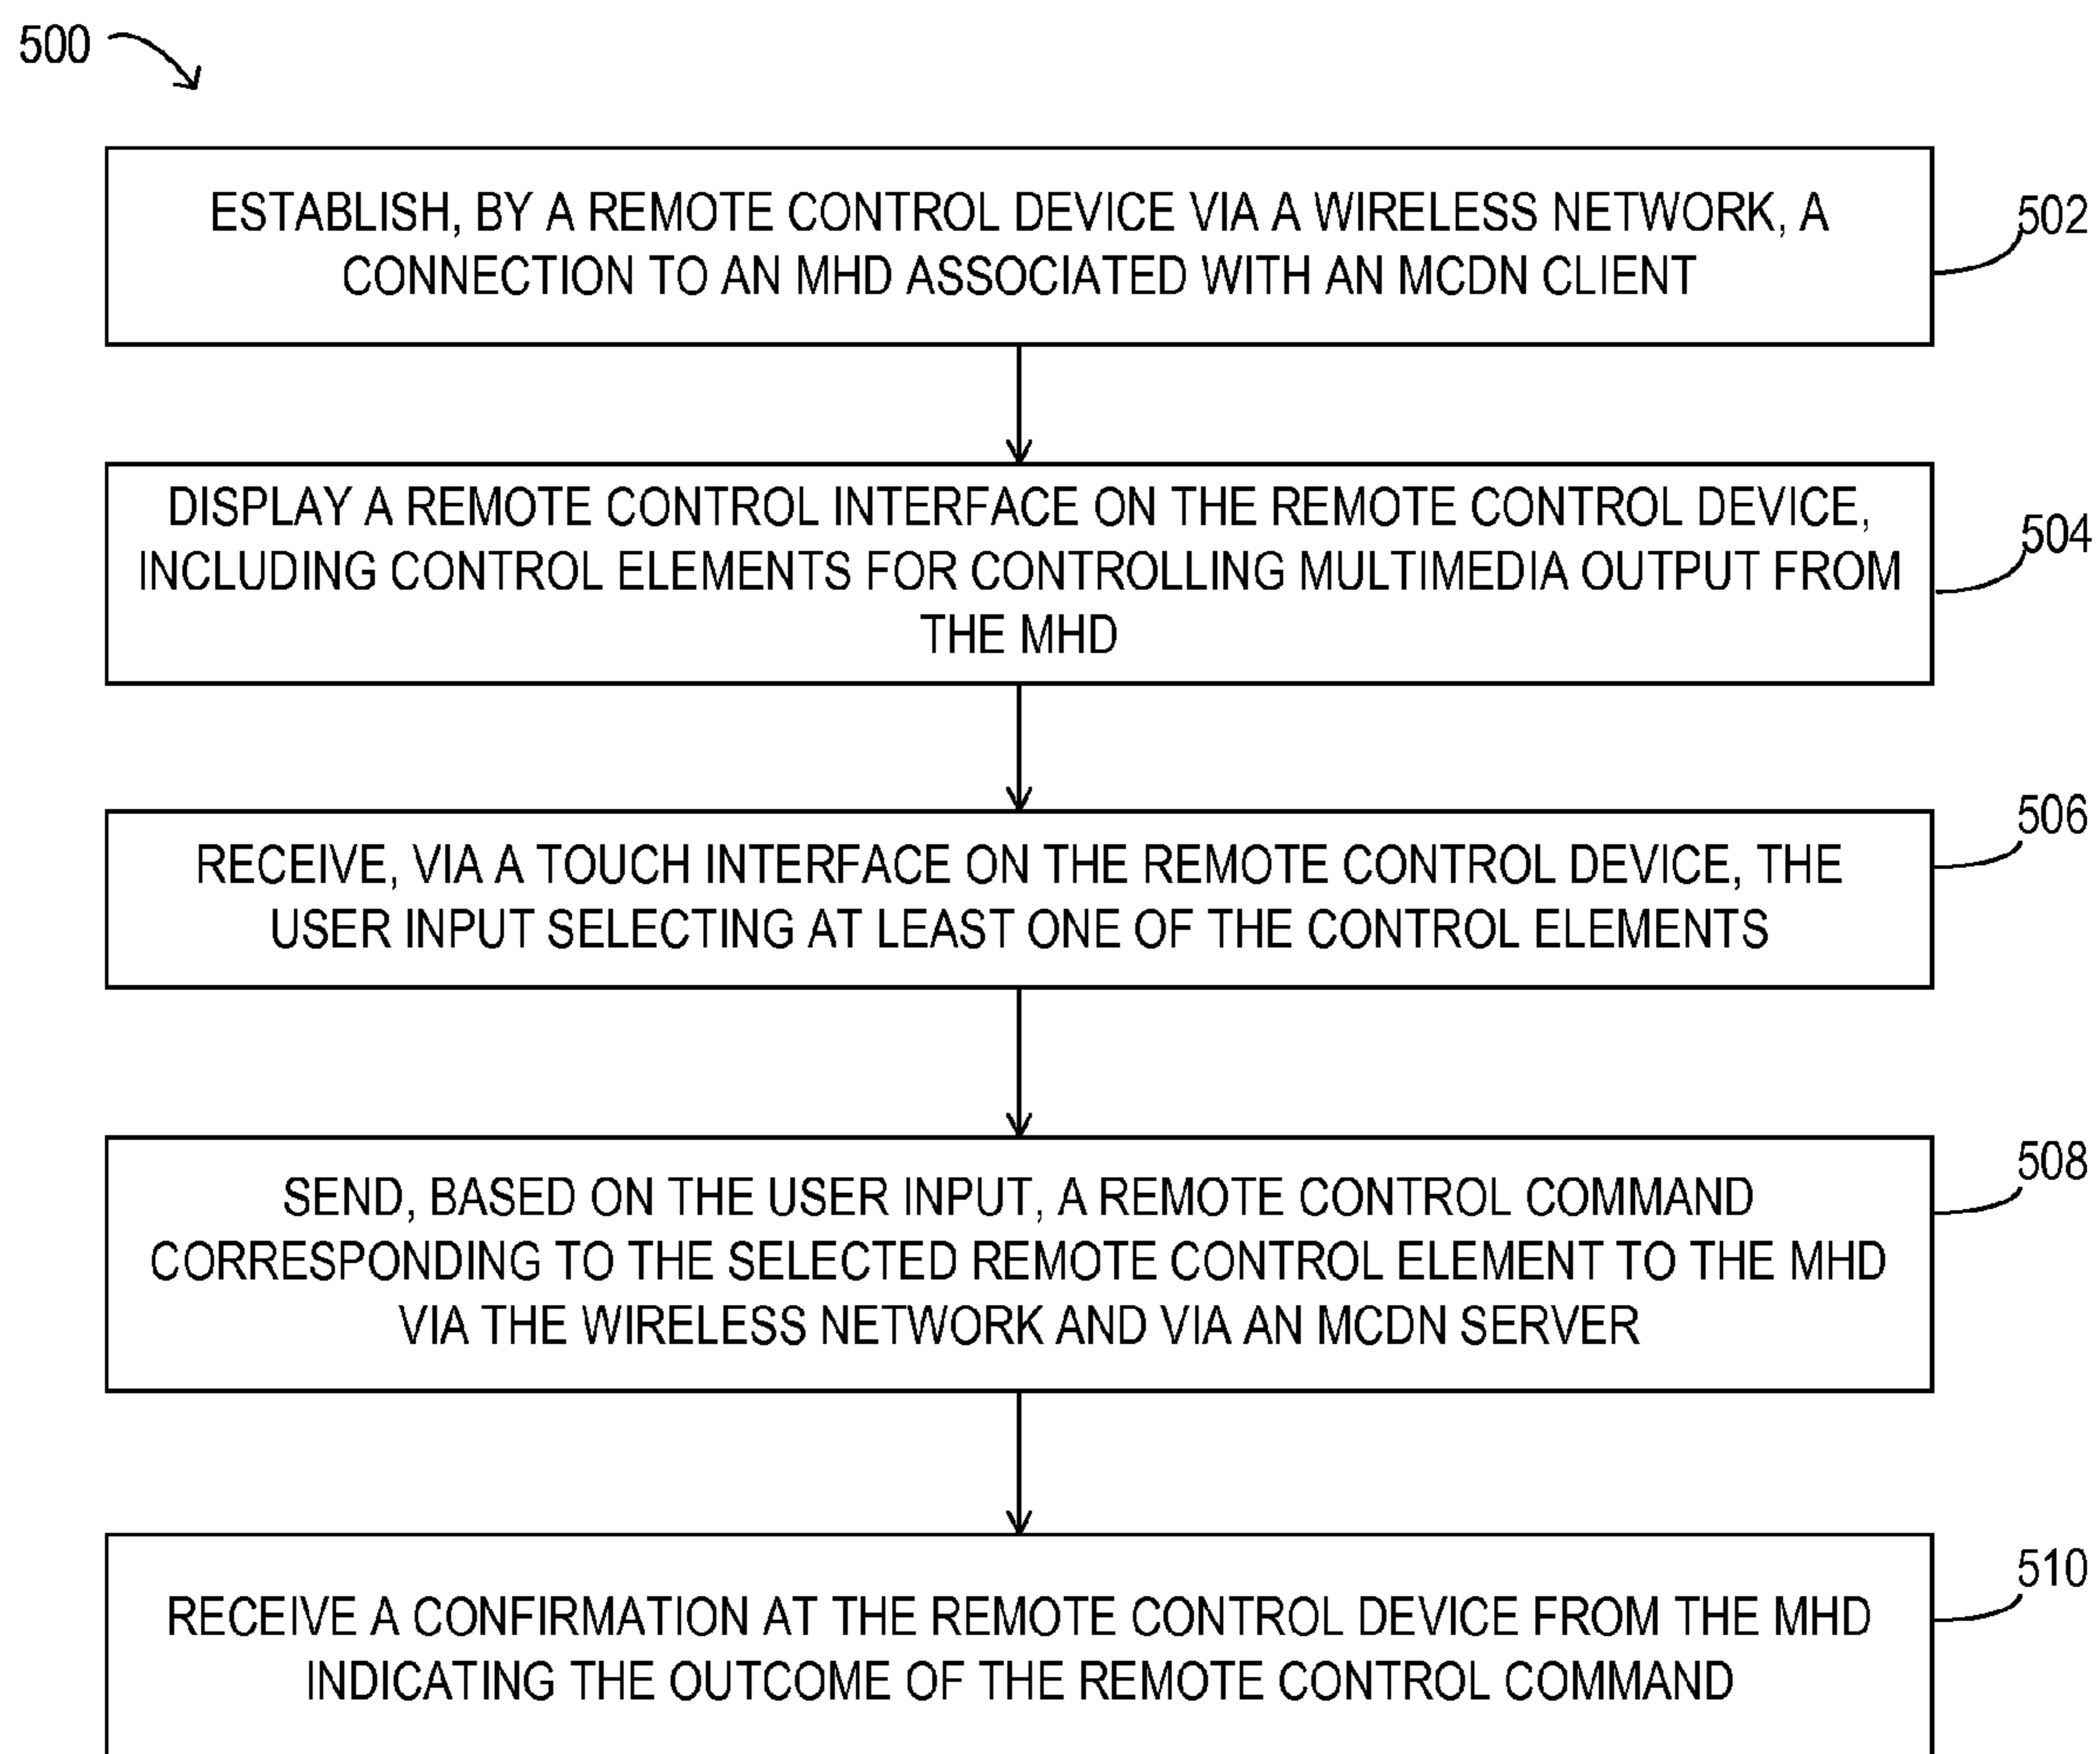 500
ESTABLISH, BY A REMOTE CONTROL DEVICE VIA A WIRELESS NETWORK, A
CONNECTION TO AN MHD ASSOCIATED WITH AN MCDN CLIENT
502
DISPLAY A REMOTE CONTROL INTERFACE ON THE REMOTE CONTROL DEVICE,
INCLUDING CONTROL ELEMENTS FOR CONTROLLING MULTIMEDIA OUTPUT FROM
THE MHD
504
RECEIVE, VIA A TOUCH INTERFACE ON THE REMOTE CONTROL DEVICE, THE
USER INPUT SELECTING AT LEAST ONE OF THE CONTROL ELEMENTS
506
SEND, BASED ON THE USER INPUT, A REMOTE CONTROL COMMAND
CORRESPONDING TO THE SELECTED REMOTE CONTROL ELEMENT TO THE MHD
VIA THE WIRELESS NETWORK AND VIA AN MCDN SERVER
508
RECEIVE A CONFIRMATION AT THE REMOTE CONTROL DEVICE FROM THE MHD
INDICATING THE OUTCOME OF THE REMOTE CONTROL COMMAND
510